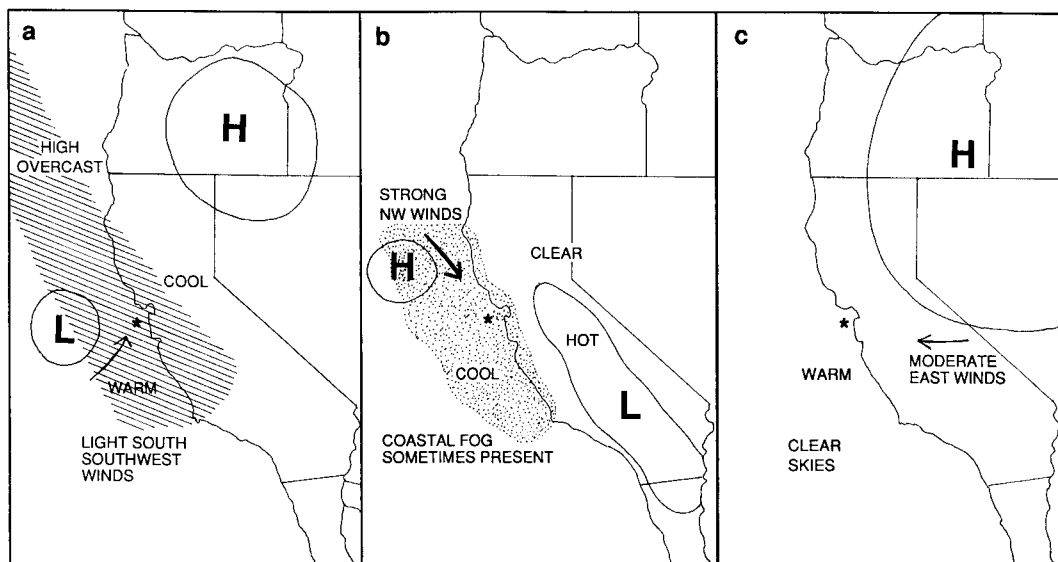 a
H
HIGH
OVERCAST
COOL
L
*
WARM
LIGHT SOUTH
SOUTHWEST
WINDS
b
STRONG
NW WINDS
H
CLEAR
*
HOT
COOL
L
COASTAL FOG
SOMETIMES PRESENT
c
H
*
WARM
MODERATE
EAST WINDS
CLEAR
SKIES